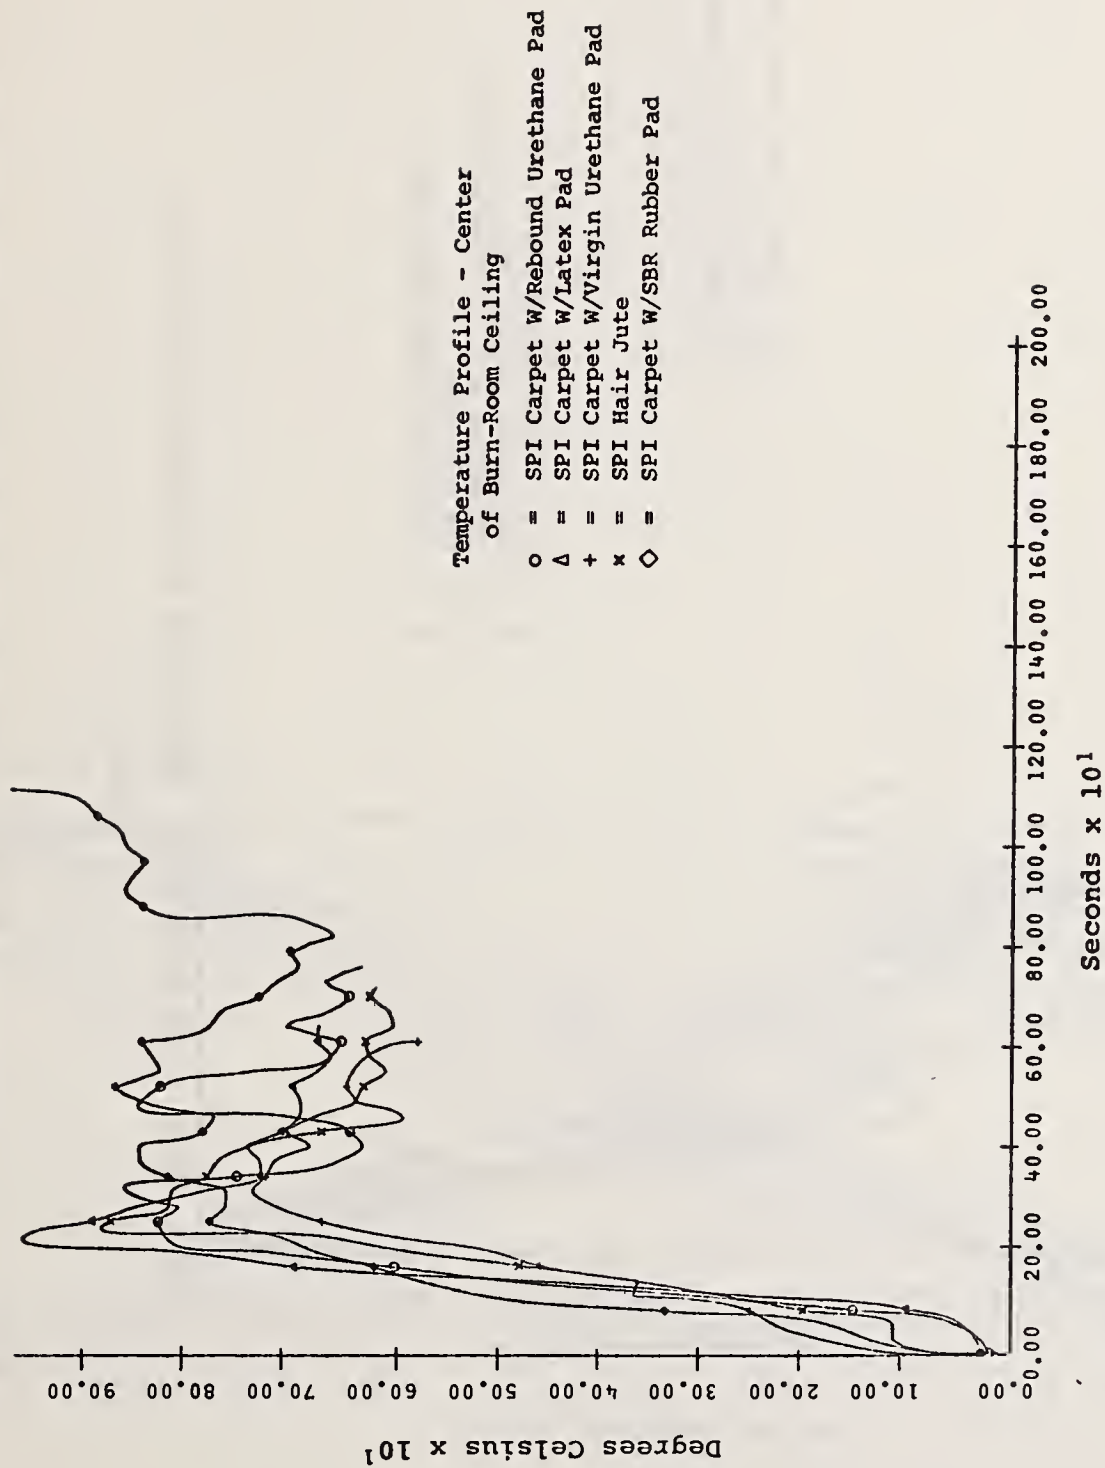 Temperature Profile - Center
of Burn-Room Ceiling
o = SPI Carpet W/Rebound Urethane Pad
Δ = SPI Carpet W/Latex Pad
+ = SPI Carpet W/Virgin Urethane Pad
x = SPI Hair Jute
◇ = SPI Carpet W/SBR Rubber Pad
Degrees Celsius x 10¹
90.00
80.00
70.00
60.00
50.00
40.00
30.00
20.00
10.00
00.00
0.00 20.00 40.00 60.00 80.00 100.00 120.00 140.00 160.00 180.00 200.00
Seconds x 10¹